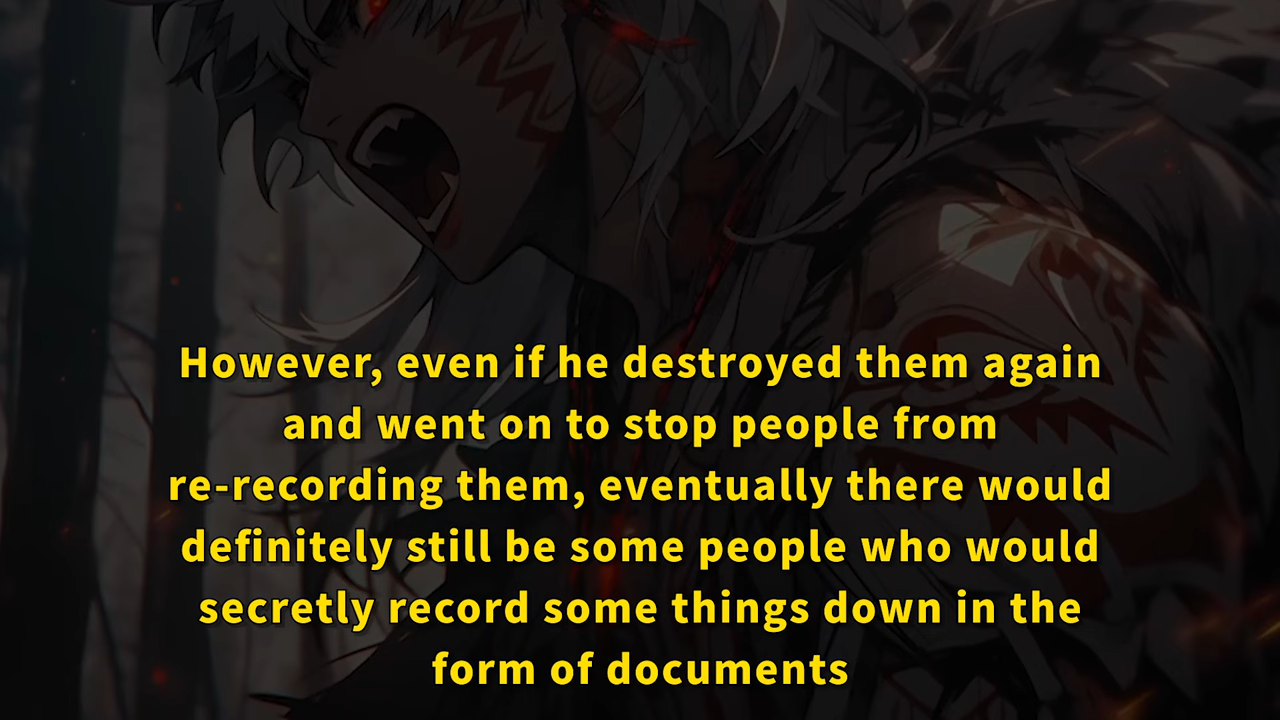 However, even if he destroyed them again
and went on to stop people from
re-recording them, eventually there would
definitely still be some people who would
secretly record some things down in the
form of documents